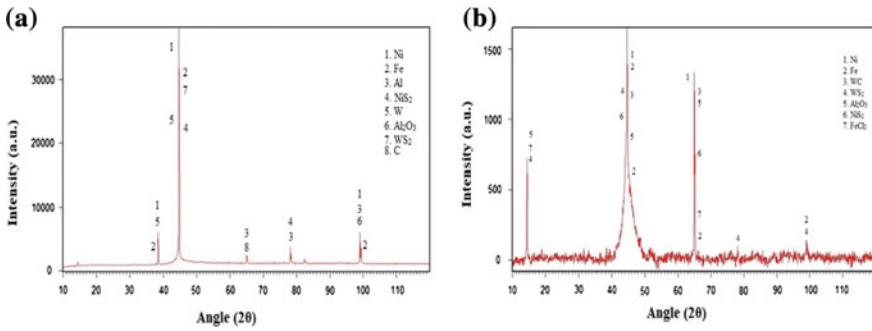 (a)
Intensity (a.u.)
30000
20000
10000
0
1
2
7
5
4
1
5
2
3
8
4
3
1
3
6
2
1. Ni
2. Fe
3. Al
4. NiS₂
5. W
6. Al₂O₃
7. WS₂
8. C
10 20 30 40 50 60 70 80 90 100 110
Angle (2θ)
(b)
Intensity (a.u.)
1500
1000
500
0
5
7
4
1
2
4
3
6
5
2
1
3
5
6
7
2
4
2
4
1. Ni
2. Fe
3. WC
4. WS₂
5. Al₂O₃
6. NiS₂
7. FeCl₂
10 20 30 40 50 60 70 80 90 100 110
Angle (2θ)